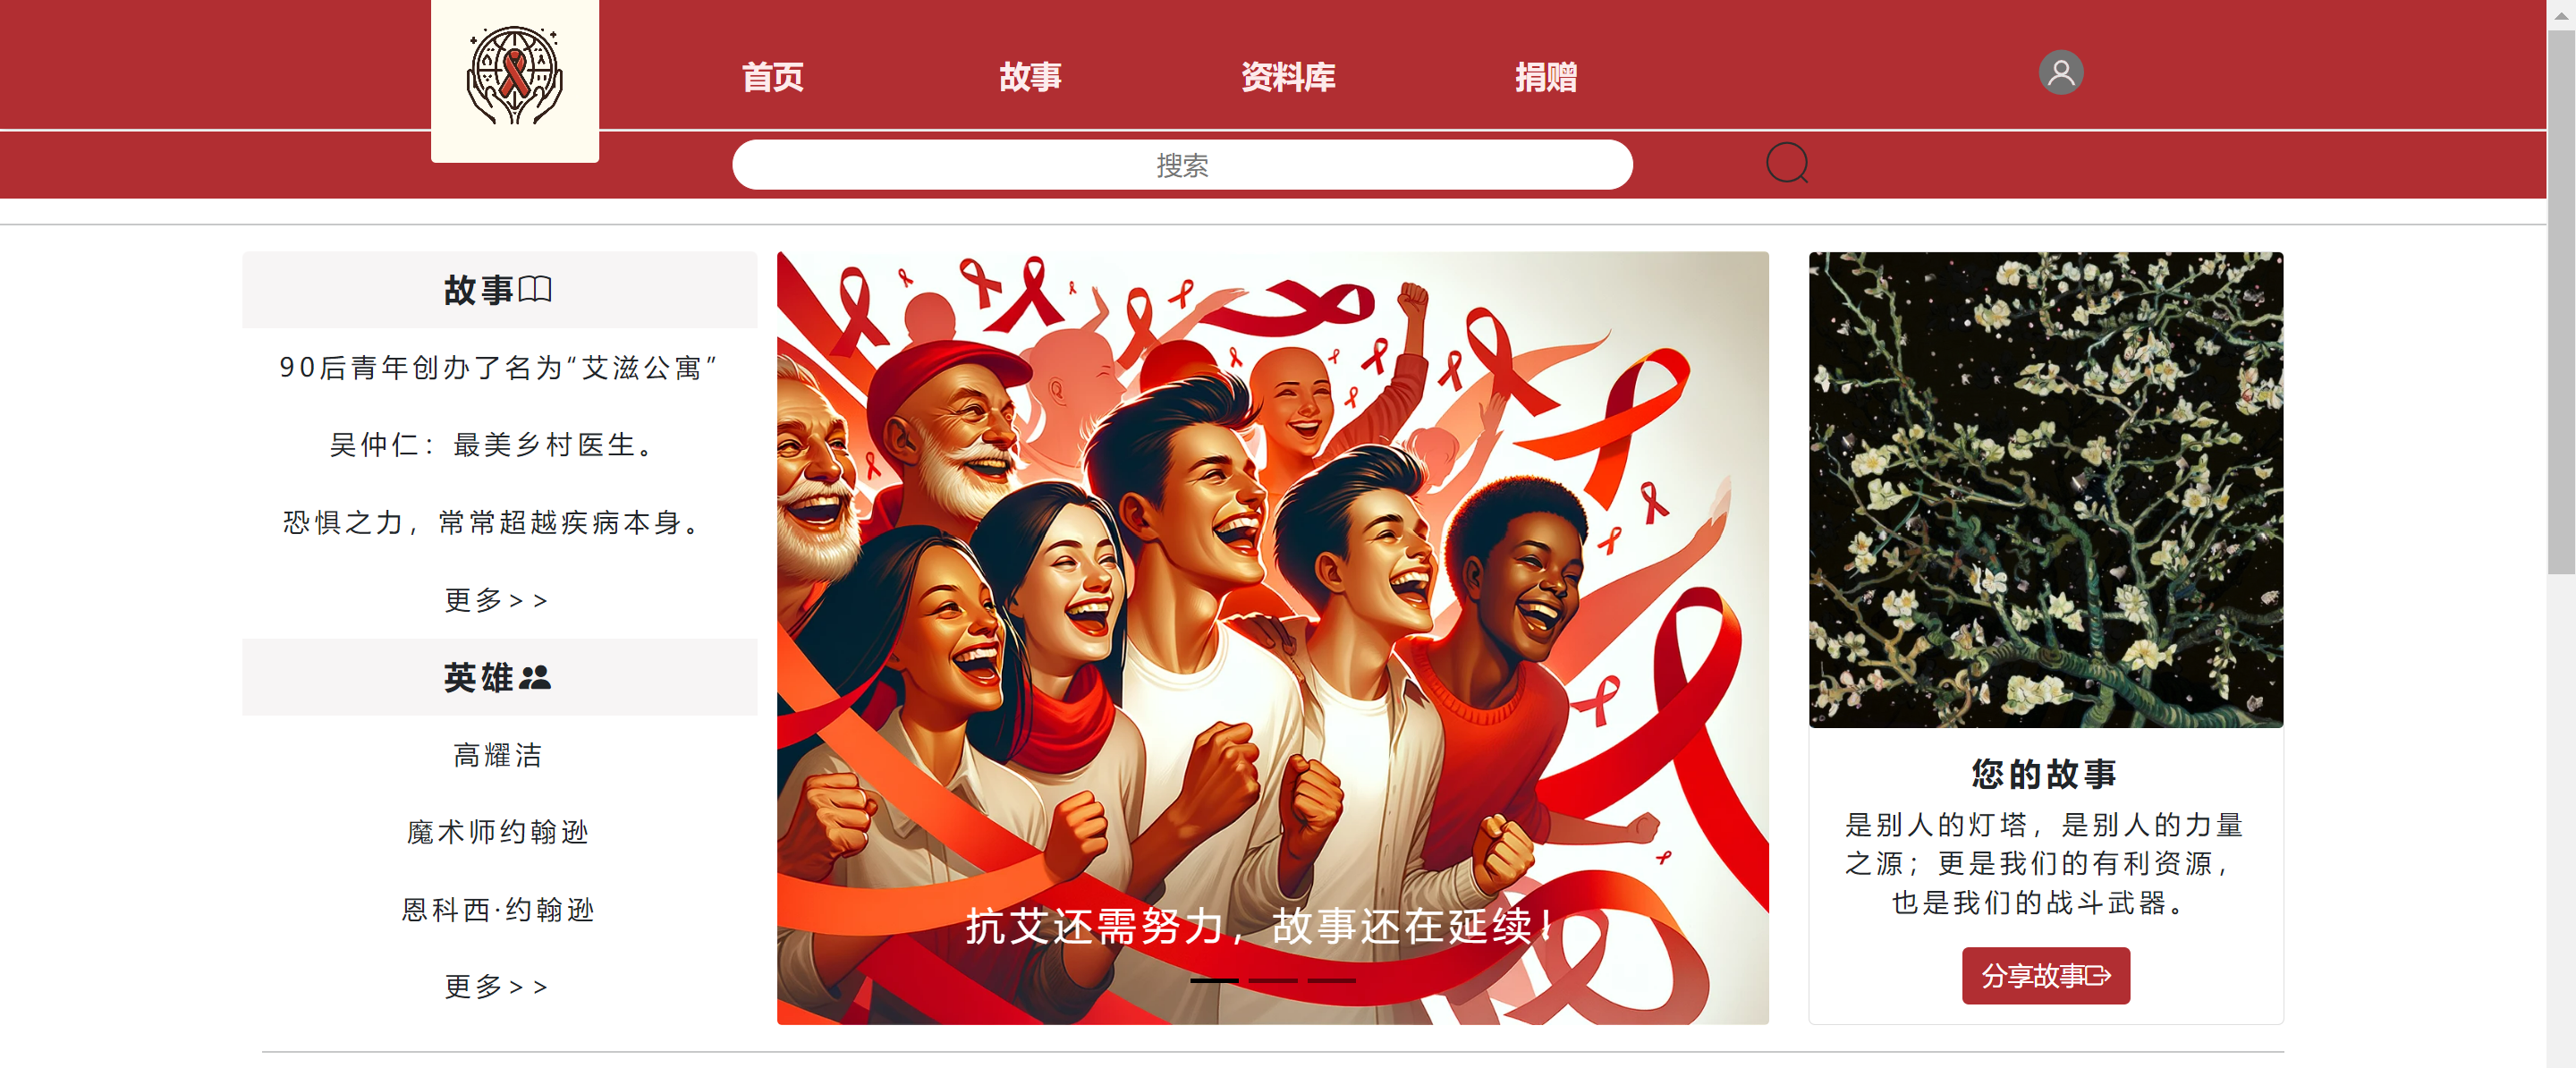 首页
故事
资料库
捐赠
搜索
故事
90后青年创办了名为“艾滋公寓”
吴仲仁：最美乡村医生。
恐惧之力，常常超越疾病本身。
更多>>
英雄
高耀洁
魔术师约翰逊
恩科西·约翰逊
更多>>
抗艾还需努力，故事还在延续！
您的故事
是别人的灯塔，是别人的力量
之源；更是我们的有利资源，
也是我们的战斗武器。
分享故事